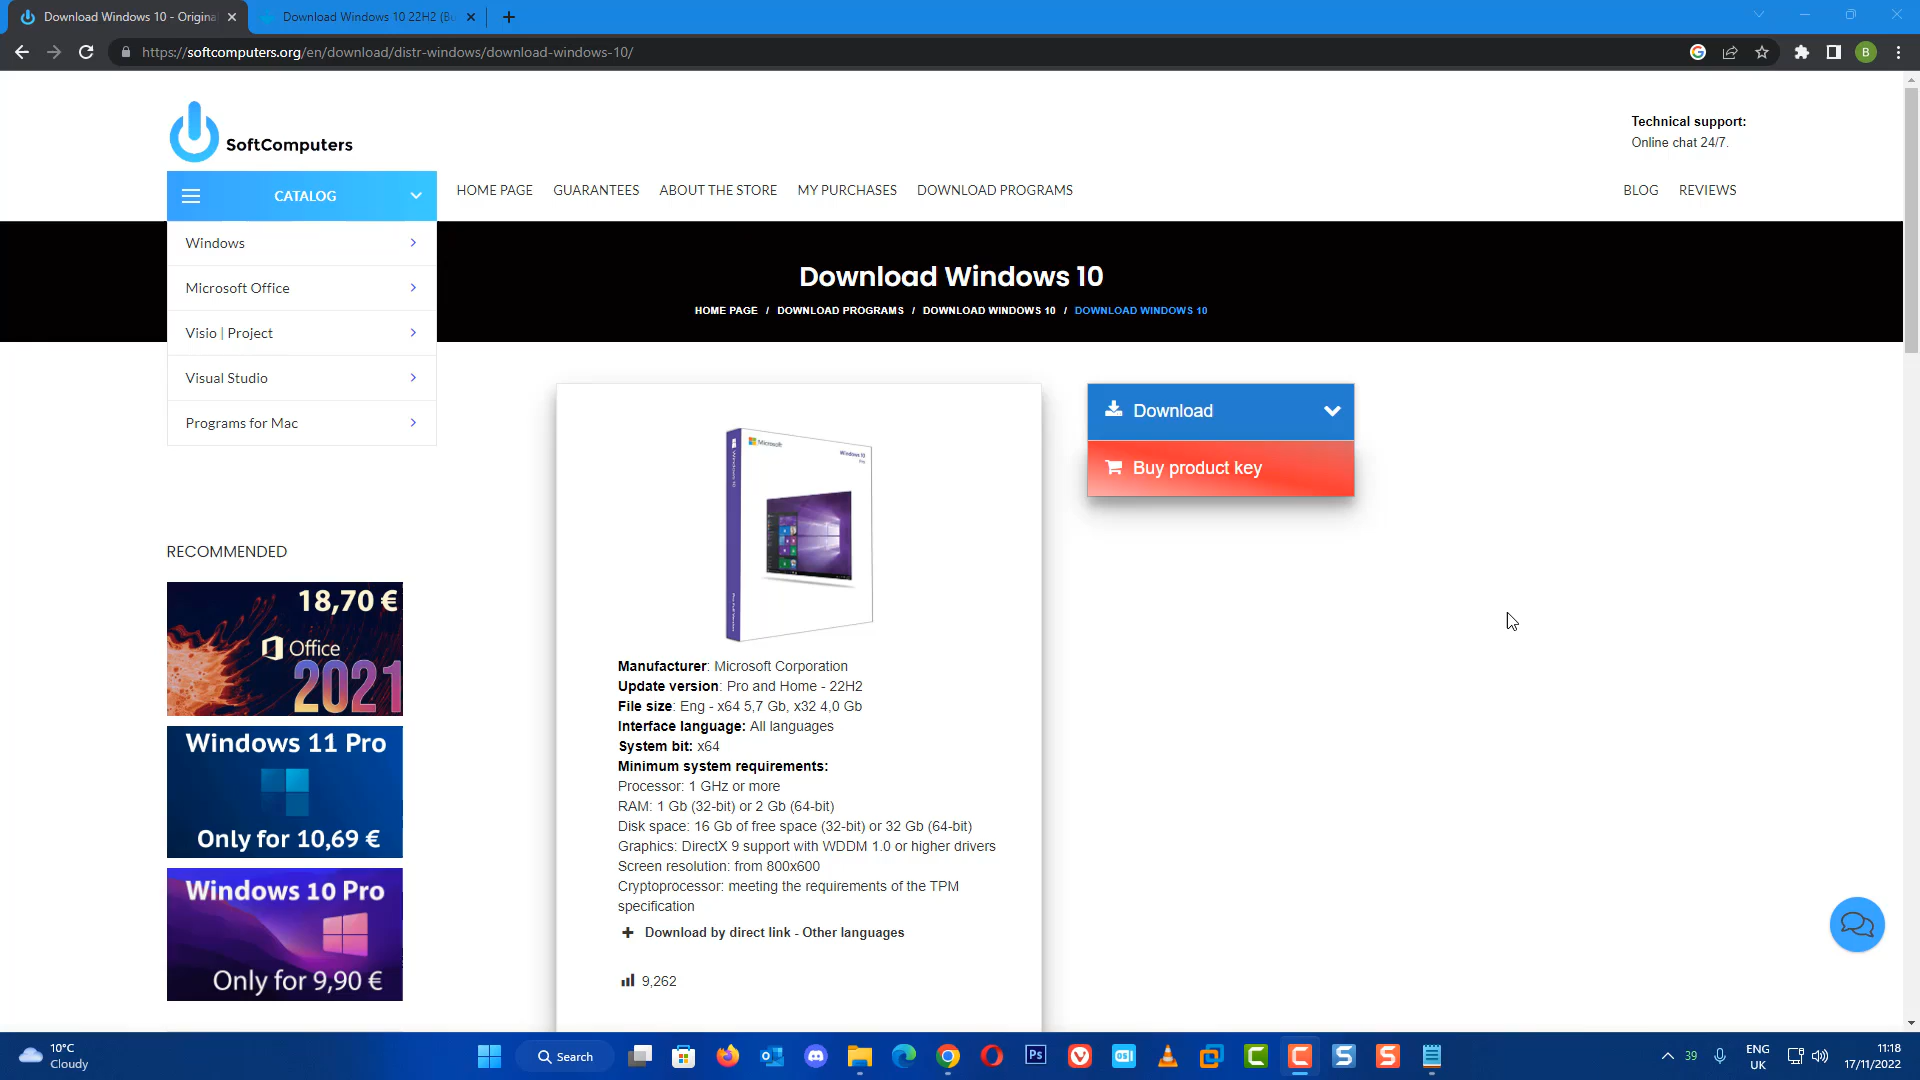 Download Windows 10 - Origina
Download Windows 10 22H2 (Bu
https://softcomputers.org/en/download/distr-windows/download-windows-10/
B
SoftComputers
Technical support:
Online chat 24/7.
CATALOG
HOME PAGE
GUARANTEES
ABOUT THE STORE
MY PURCHASES
DOWNLOAD PROGRAMS
BLOG
REVIEWS
Windows
Microsoft Office
Visio | Project
Visual Studio
Programs for Mac
Download Windows 10
HOME PAGE / DOWNLOAD PROGRAMS / DOWNLOAD WINDOWS 10 / DOWNLOAD WINDOWS 10
Download
Buy product key
Microsoft
Windows 10
Pro
RECOMMENDED
18,70 €
Office
2021
Windows 11 Pro
Only for 10,69 €
Windows 10 Pro
Only for 9,90 €
Manufacturer: Microsoft Corporation
Update version: Pro and Home - 22H2
File size: Eng - x64 5,7 Gb, x32 4,0 Gb
Interface language: All languages
System bit: x64
Minimum system requirements:
Processor: 1 GHz or more
RAM: 1 Gb (32-bit) or 2 Gb (64-bit)
Disk space: 16 Gb of free space (32-bit) or 32 Gb (64-bit)
Graphics: DirectX 9 support with WDDM 1.0 or higher drivers
Screen resolution: from 800x600
Cryptoprocessor: meeting the requirements of the TPM
specification
Download by direct link - Other languages
9,262
10°C
Cloudy
Search
Ps
39
ENG
UK
11:18
17/11/2022